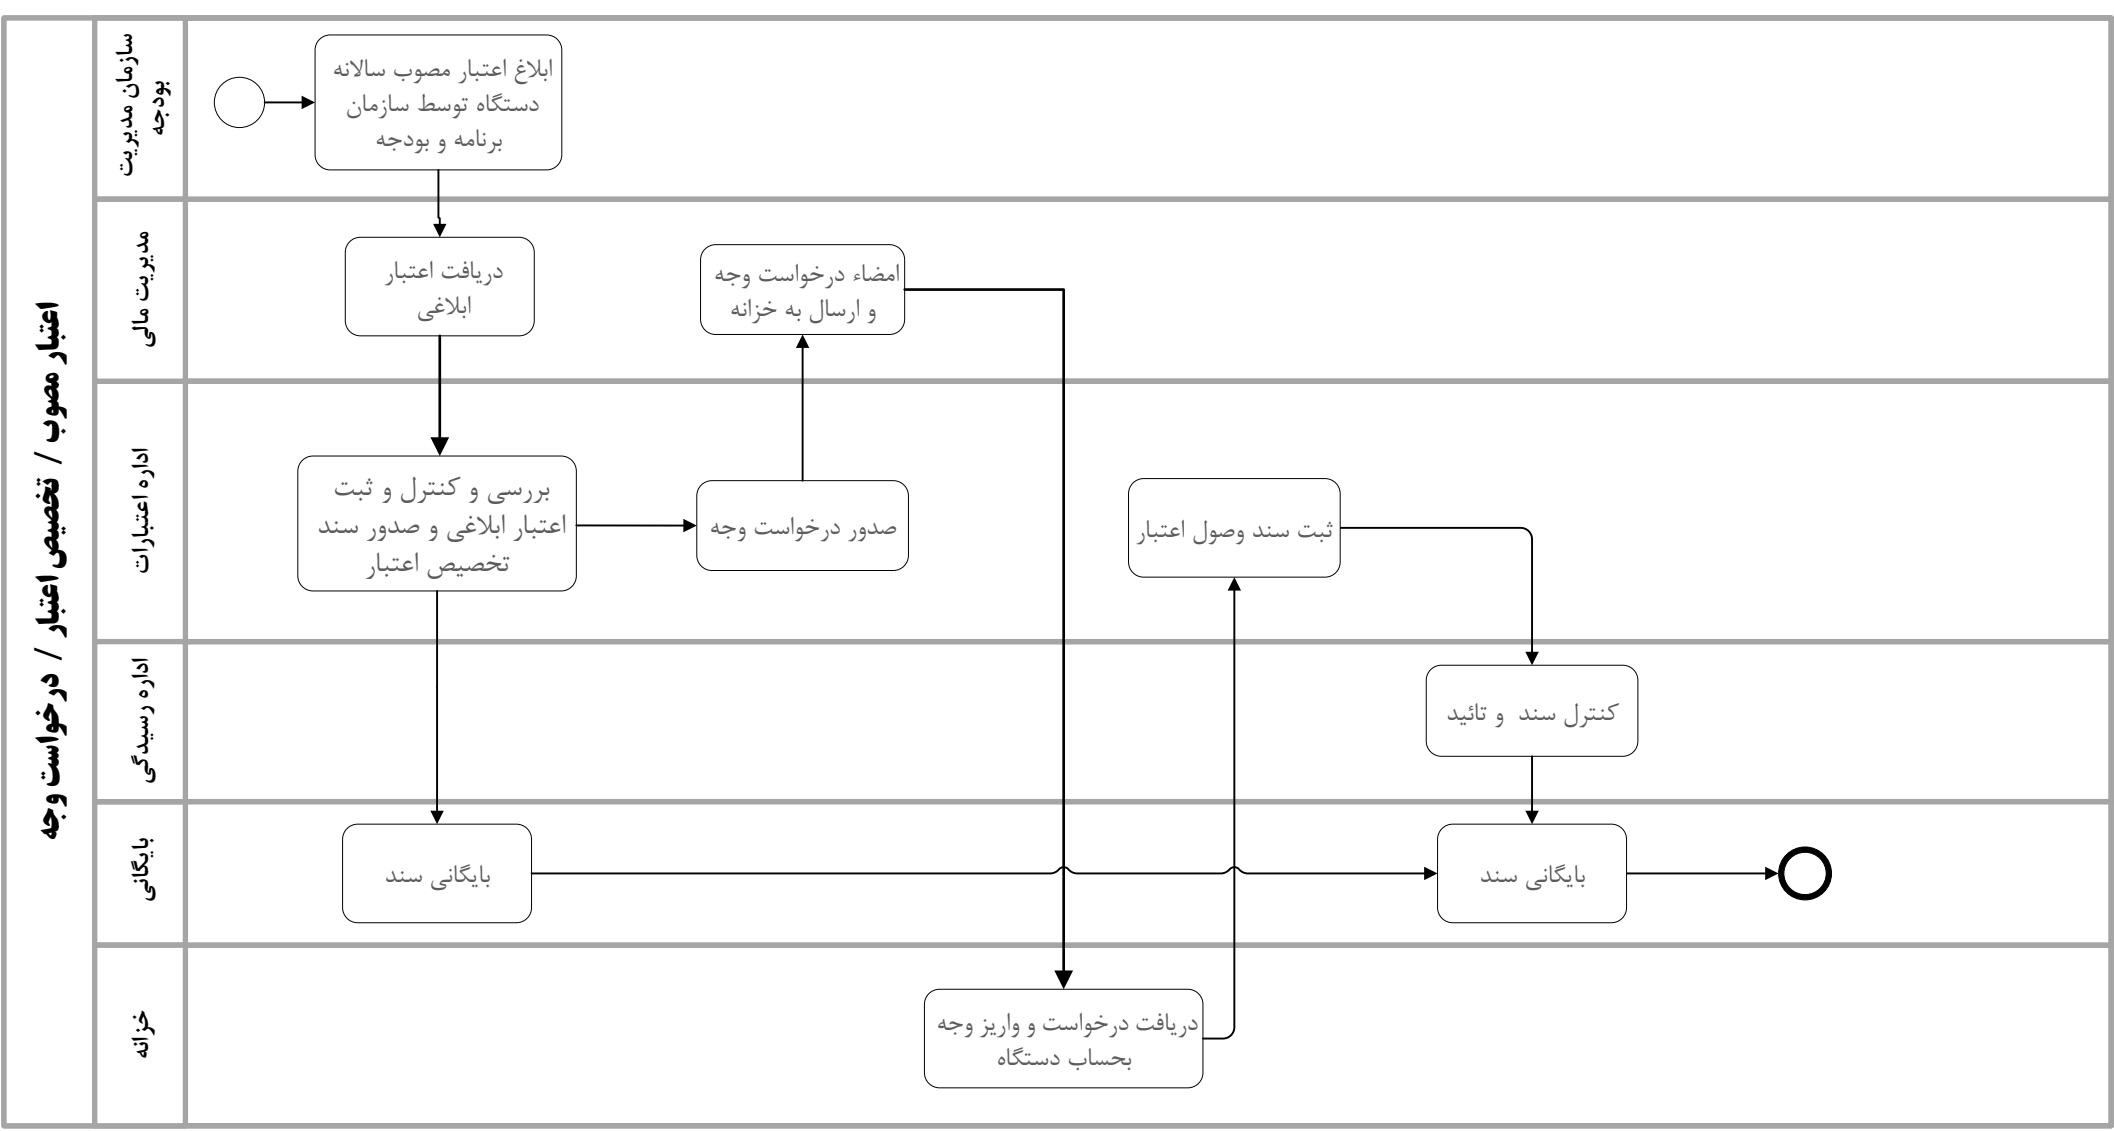 اعتبار مصوب / تخصیص اعتبار / درخواست وجه
سازمان مدیریت
بودجه
ابلاغ اعتبار مصوب سالانه
دستگاه توسط سازمان
برنامه و بودجه
مدیریت مالی
دریافت اعتبار
ابلاغی
امضاء درخواست وجه
و ارسال به خزانه
اداره اعتبارات
بررسی و کنترل و ثبت
اعتبار ابلاغی و صدور سند
تخصیص اعتبار
صدور درخواست وجه
ثبت سند وصول اعتبار
اداره رسیدگی
کنترل سند و تائید
بایگانی
بایگانی سند
بایگانی سند
خزانه
دریافت درخواست و واریز وجه
بحساب دستگاه